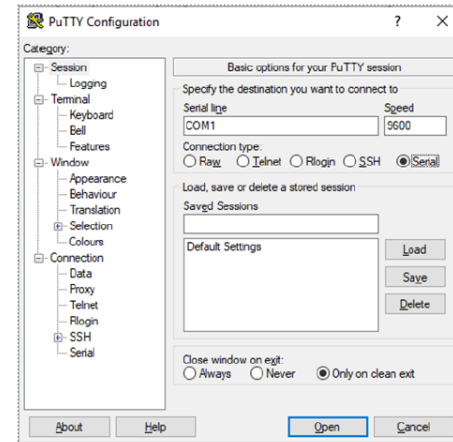 PuTTY Configuration
? ×
Category:
Session
Logging
Terminal
Keyboard
Bell
Features
Window
Appearance
Behaviour
Translation
Selection
Colours
Connection
Data
Proxy
Telnet
Rlogin
SSH
Serial
Basic options for your PuTTY session
Specify the destination you want to connect to
Serial line Speed
COM1 9600
Connection type:
Raw Telnet Rlogin SSH Serial
Load, save or delete a stored session
Saved Sessions
Default Settings
Load
Save
Delete
Close window on exit:
Always Never Only on clean exit
About Help Open Cancel